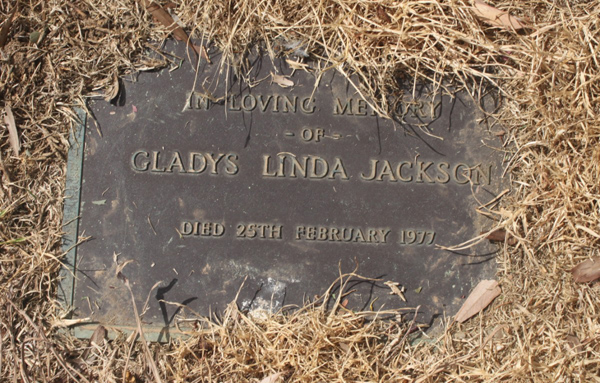 IN LOVING MEMORY
- OF -
GLADYS LINDA JACKSON
DIED 25TH FEBRUARY 1977